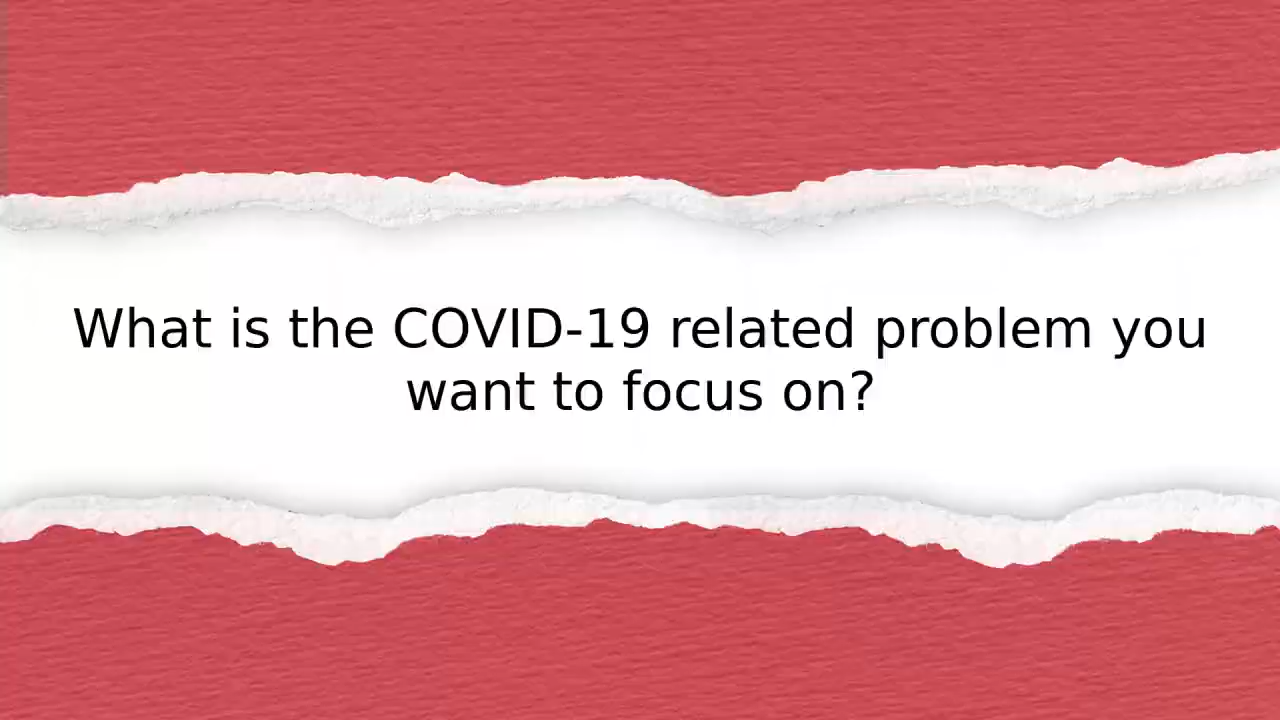 What is the COVID-19 related problem you
want to focus on?